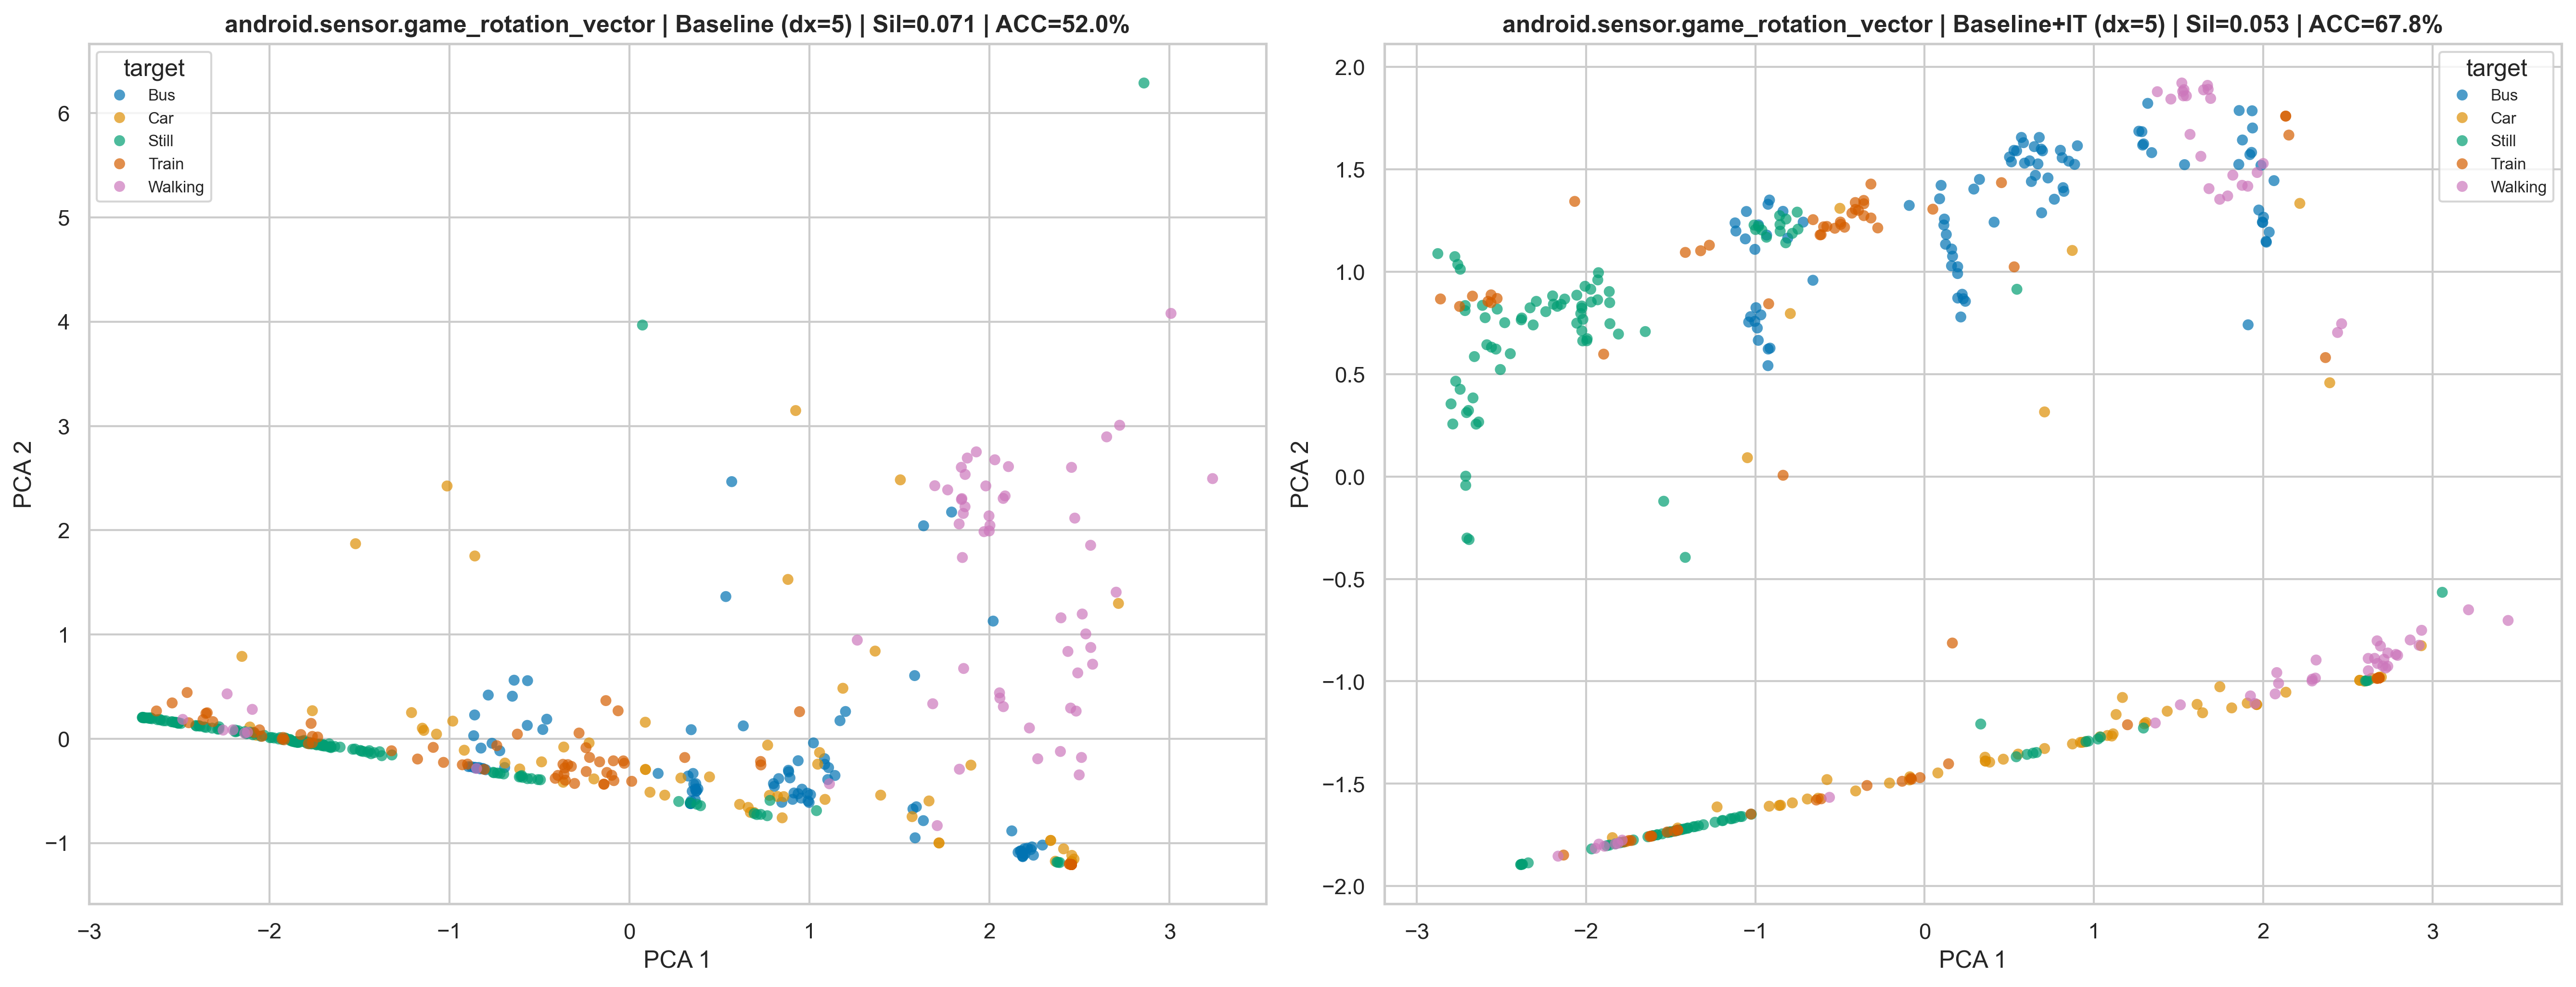 android.sensor.game_rotation_vector | Baseline (dx=5) | Sil=0.071 | ACC=52.0%
target
Bus
Car
Still
Train
Walking
6
5
4
3
2
1
0
−1
PCA 2
−3 −2 −1 0 1 2 3
PCA 1
android.sensor.game_rotation_vector | Baseline+IT (dx=5) | Sil=0.053 | ACC=67.8%
target
Bus
Car
Still
Train
Walking
2.0
1.5
1.0
0.5
0.0
−0.5
−1.0
−1.5
−2.0
PCA 2
−3 −2 −1 0 1 2 3
PCA 1